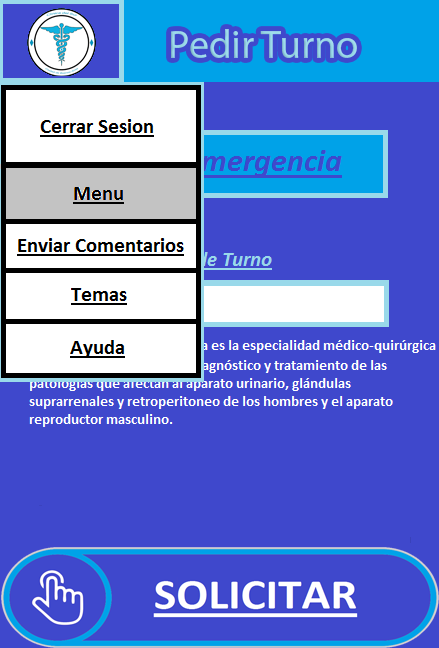 Pedir Turno
Cerrar Sesion
Menu
Enviar Comentarios
Temas
Ayuda
mergencia
de Turno
a es la especialidad médico-quirúrgica
agnóstico y tratamiento de las
patologías que afectan al aparato urinario, glándulas
suprarrenales y retroperitoneo de los hombres y el aparato
reproductor masculino.
SOLICITAR